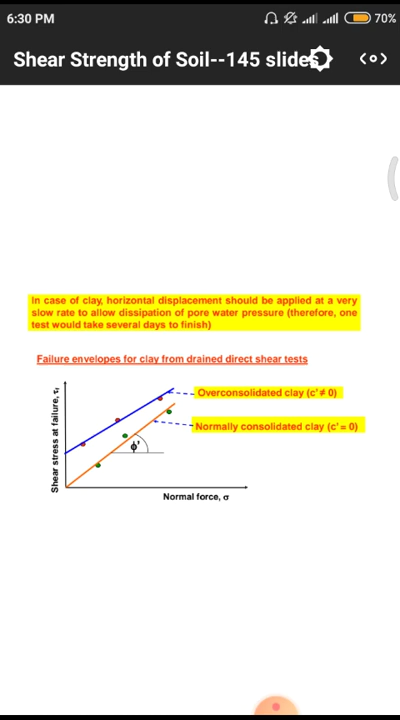 6:30 PM
70%
Shear Strength of Soil--145 slides
In case of clay, horizontal displacement should be applied at a very
slow rate to allow dissipation of pore water pressure (therefore, one
test would take several days to finish)
Failure envelopes for clay from drained direct shear tests
Shear stress at failure, τf
Overconsolidated clay (c' ≠ 0)
Normally consolidated clay (c' = 0)
ϕ'
Normal force, σ